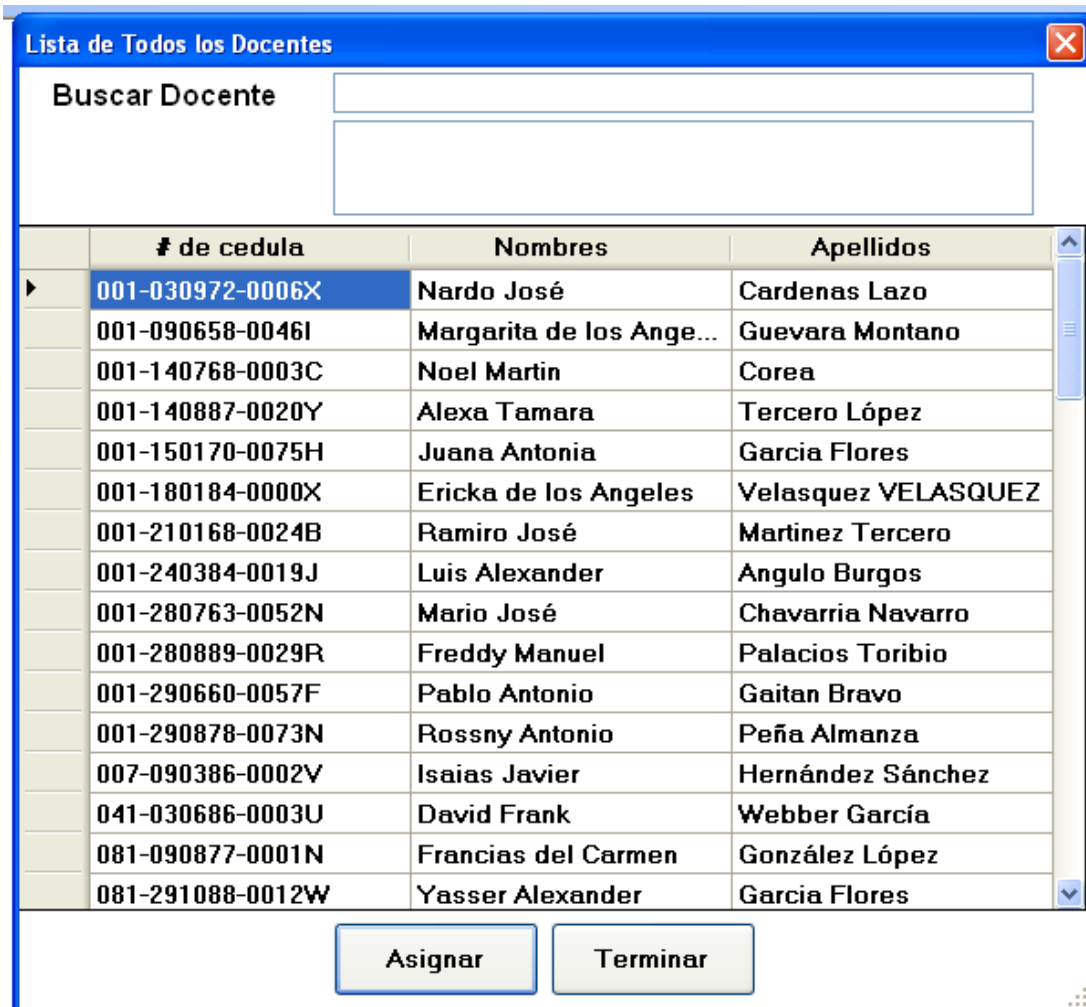 Lista de Todos los Docentes
Buscar Docente
# de cedula Nombres Apellidos
001-030972-0006X Nardo José Cardenas Lazo
001-090658-0046I Margarita de los Ange... Guevara Montano
001-140768-0003C Noel Martin Corea
001-140887-0020Y Alexa Tamara Tercero López
001-150170-0075H Juana Antonia Garcia Flores
001-180184-0000X Ericka de los Angeles Velasquez VELASQUEZ
001-210168-0024B Ramiro José Martinez Tercero
001-240384-0019J Luis Alexander Angulo Burgos
001-280763-0052N Mario José Chavarria Navarro
001-280889-0029R Freddy Manuel Palacios Toribio
001-290660-0057F Pablo Antonio Gaitan Bravo
001-290878-0073N Rossny Antonio Peña Almanza
007-090386-0002V Isaias Javier Hernández Sánchez
041-030686-0003U David Frank Webber García
081-090877-0001N Francias del Carmen González López
081-291088-0012W Yasser Alexander Garcia Flores
Asignar Terminar